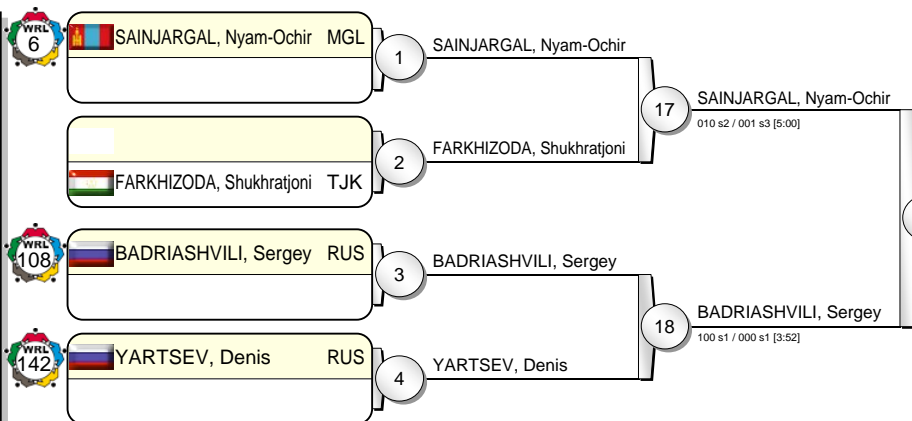 WRL
6
SAINJARGAL, Nyam-Ochir MGL
1
SAINJARGAL, Nyam-Ochir
17
SAINJARGAL, Nyam-Ochir
010 s2 / 001 s3 [5:00]
2
FARKHIZODA, Shukhratjoni
FARKHIZODA, Shukhratjoni TJK
WRL
108
BADRIASHVILI, Sergey RUS
3
BADRIASHVILI, Sergey
18
BADRIASHVILI, Sergey
100 s1 / 000 s1 [3:52]
WRL
142
YARTSEV, Denis RUS
4
YARTSEV, Denis